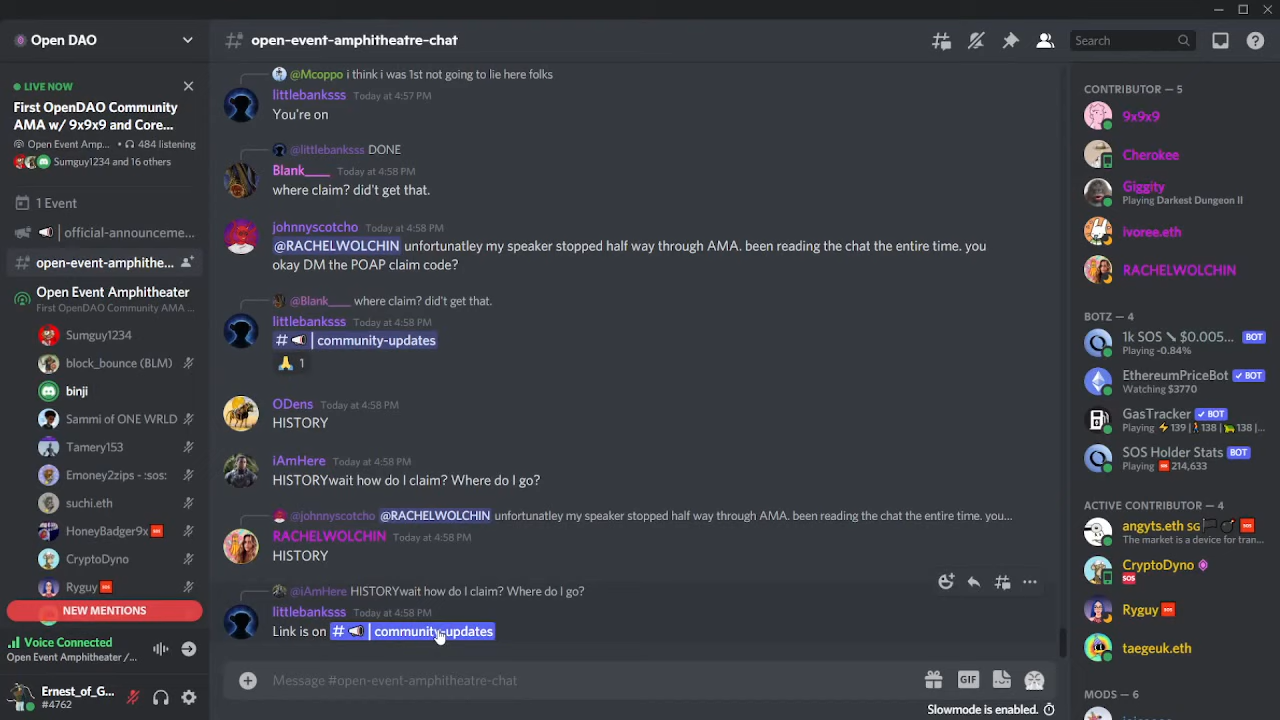 Open DAO
LIVE NOW
First OpenDAO Community
AMA w/ 9x9x9 and Core...
Open Event Amp... • 484 listening
Sumguy1234 and 16 others
1 Event
| official-announceme...
open-event-amphithe...
Open Event Amphitheater
First OpenDAO Community AMA ...
Sumguy1234
block_bounce (BLM)
binji
Sammi of ONE WRLD
Tamery153
Emoney2zips - :sos:
suchi.eth
HoneyBadger9x SOS
CryptoDyno
Ryguy SOS
NEW MENTIONS
Voice Connected
Open Event Amphitheater /...
Ernest_of_G...
#4762
open-event-amphitheatre-chat
@Mcoppo i think i was 1st not going to lie here folks
littlebanksss Today at 4:57 PM
You're on
@littlebanksss DONE
Blank____ Today at 4:58 PM
where claim? did't get that.
johnnyscotcho Today at 4:58 PM
@RACHELWOLCHIN unfortunatley my speaker stopped half way through AMA. been reading the chat the entire time. you
okay DM the POAP claim code?
@Blank____ where claim? did't get that.
littlebanksss Today at 4:58 PM
# | community-updates
🙏 1
ODens Today at 4:58 PM
HISTORY
iAmHere Today at 4:58 PM
HISTORYwait how do I claim? Where do I go?
@johnnyscotcho @RACHELWOLCHIN unfortunatley my speaker stopped half way through AMA. been reading the chat the entire time. you...
RACHELWOLCHIN Today at 4:58 PM
HISTORY
@iAmHere HISTORYwait how do I claim? Where do I go?
littlebanksss Today at 4:58 PM
Link is on # | community-updates
Message #open-event-amphitheatre-chat
GIF
Slowmode is enabled.
Search
CONTRIBUTOR — 5
9x9x9
Cherokee
Giggity
Playing Darkest Dungeon II
ivoree.eth
RACHELWOLCHIN
BOTZ — 4
1k SOS ↘ $0.005... BOT
Playing -0.84%
EthereumPriceBot ✓ BOT
Watching $3770
GasTracker ✓ BOT
Playing ⚡139 |🚶138 |🐢138 |...
SOS Holder Stats BOT
Playing 🆘 214,633
ACTIVE CONTRIBUTOR — 4
angyts.eth sg SOS
The market is a device for tran...
CryptoDyno
SOS
Ryguy SOS
taegeuk.eth
MODS — 6